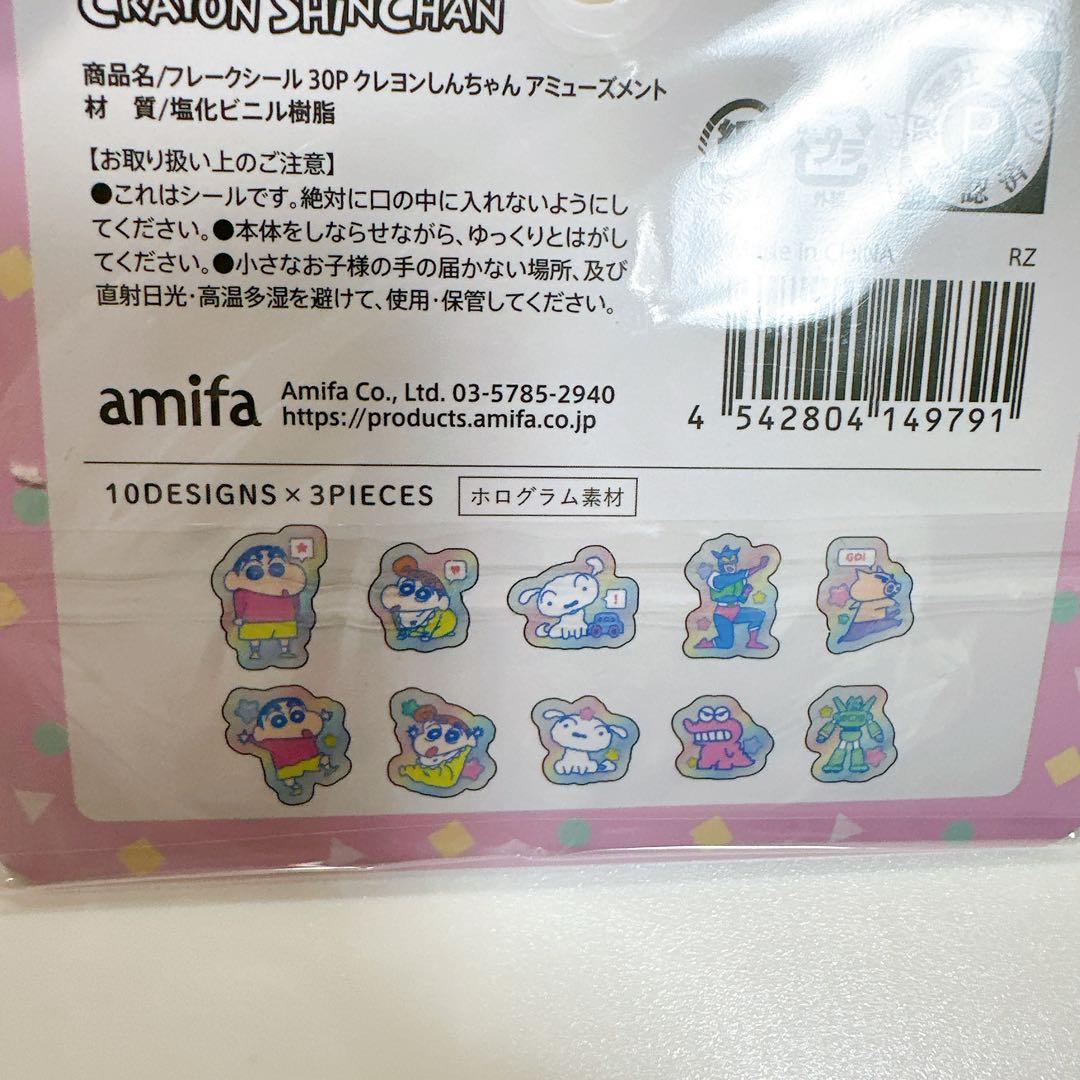 CRAYON SHINCHAN
商品名/フレークシール 30P クレヨンしんちゃん アミューズメント
材　質/塩化ビニル樹脂
【お取り扱い上のご注意】
●これはシールです。絶対に口の中に入れないようにし
てください。●本体をしならせながら、ゆっくりとはがし
てください。●小さなお子様の手の届かない場所、及び
直射日光・高温多湿を避けて、使用・保管してください。
プラ
Made in CHINA
RZ
amifa
Amifa Co., Ltd. 03-5785-2940
https://products.amifa.co.jp
4 542804 149791
10DESIGNS×3PIECES
ホログラム素材
GO!